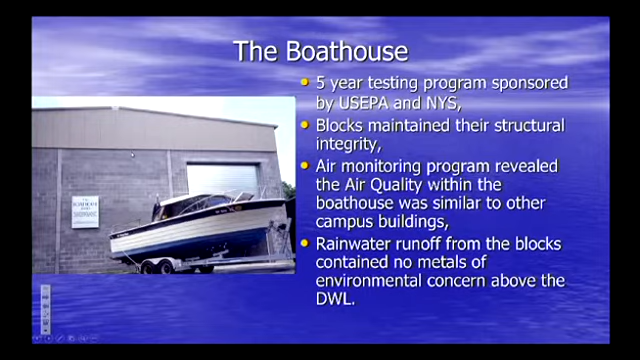 The Boathouse
5 year testing program sponsored
by USEPA and NYS,
Blocks maintained their structural
integrity,
Air monitoring program revealed
the Air Quality within the
boathouse was similar to other
campus buildings,
Rainwater runoff from the blocks
contained no metals of
environmental concern above the
DWL.